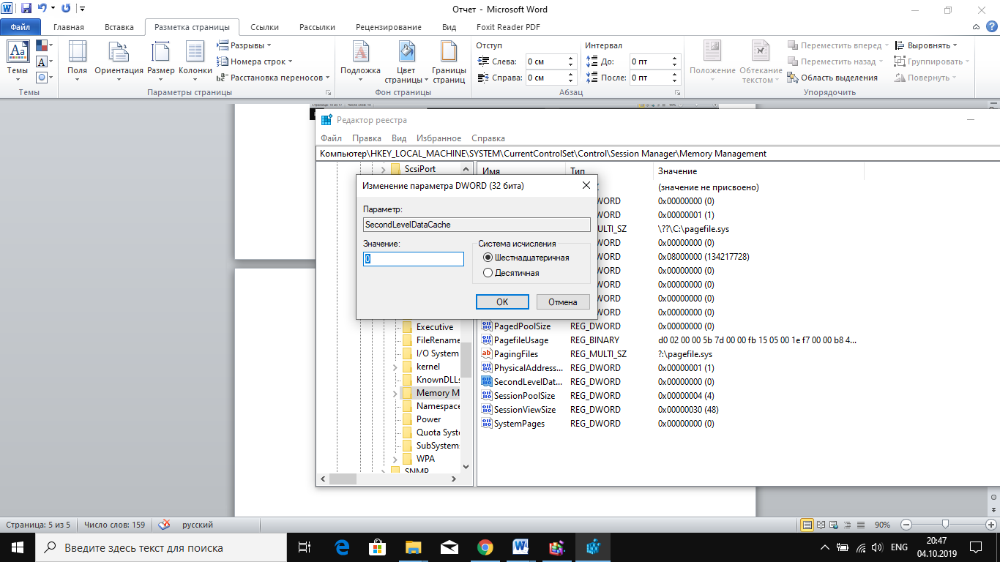 Отчет - Microsoft Word
Файл Главная Вставка Разметка страницы Ссылки Рассылки Рецензирование Вид Foxit Reader PDF
Темы
Темы
Поля Ориентация Размер Колонки
Разрывы
Номера строк
Расстановка переносов
Параметры страницы
Подложка Цвет страницы Границы страниц
Фон страницы
Отступ Интервал
Слева: 0 см До: 0 пт
Справа: 0 см После: 0 пт
Абзац
Положение Обтекание текстом
Переместить вперед Выровнять
Переместить назад Группировать
Область выделения Повернуть
Упорядочить
Редактор реестра
Файл Правка Вид Избранное Справка
Компьютер\HKEY_LOCAL_MACHINE\SYSTEM\CurrentControlSet\Control\Session Manager\Memory Management
ScsiPort
Executive
FileRename
I/O System
kernel
KnownDLLs
Memory M
Namespace
Power
Quota Syst
SubSystem
WPA
SNMP
Изменение параметра DWORD (32 бита)
Параметр:
SecondLevelDataCache
Значение:
0
Система исчисления
Шестнадцатеричная
Десятичная
OK Отмена
Имя Тип Значение
(значение не присвоено)
WORD 0x00000000 (0)
WORD 0x00000001 (1)
ULTI_SZ \??\C:\pagefile.sys
WORD 0x00000000 (0)
WORD 0x08000000 (134217728)
WORD 0x00000000 (0)
WORD 0x00000000 (0)
WORD 0x00000000 (0)
WORD 0x00000000 (0)
PagedPoolSize REG_DWORD 0x00000000 (0)
PagefileUsage REG_BINARY d0 02 00 00 5b 7d 00 00 fb 15 05 00 1e f7 00 00 b8 4...
PagingFiles REG_MULTI_SZ ?:\pagefile.sys
PhysicalAddress... REG_DWORD 0x00000001 (1)
SecondLevelDat... REG_DWORD 0x00000000 (0)
SessionPoolSize REG_DWORD 0x00000004 (4)
SessionViewSize REG_DWORD 0x00000030 (48)
SystemPages REG_DWORD 0x00000000 (0)
Страница: 5 из 5 Число слов: 159 русский 90%
Введите здесь текст для поиска
ENG
20:47
04.10.2019